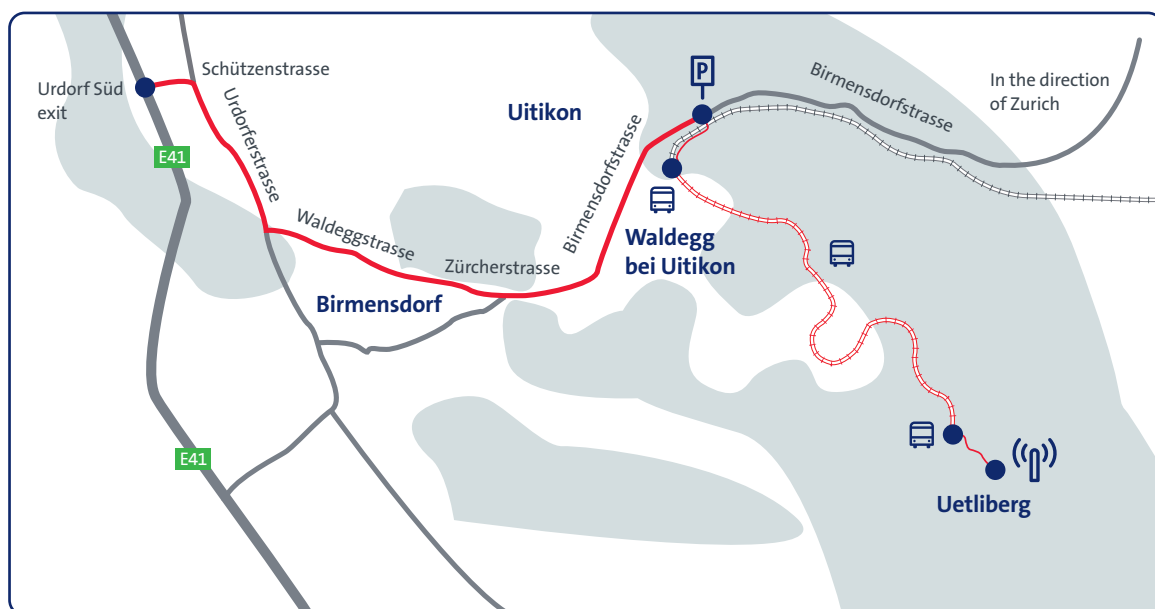 Urdorf Süd
exit
Schützenstrasse
Urdorferstrasse
E41
Waldeggstrasse
Zürcherstrasse
Birmensdorf
Uitikon
Birmensdorfstrasse
P
Birmensdorfstrasse
In the direction
of Zurich
Waldegg
bei Uitikon
E41
Uetliberg